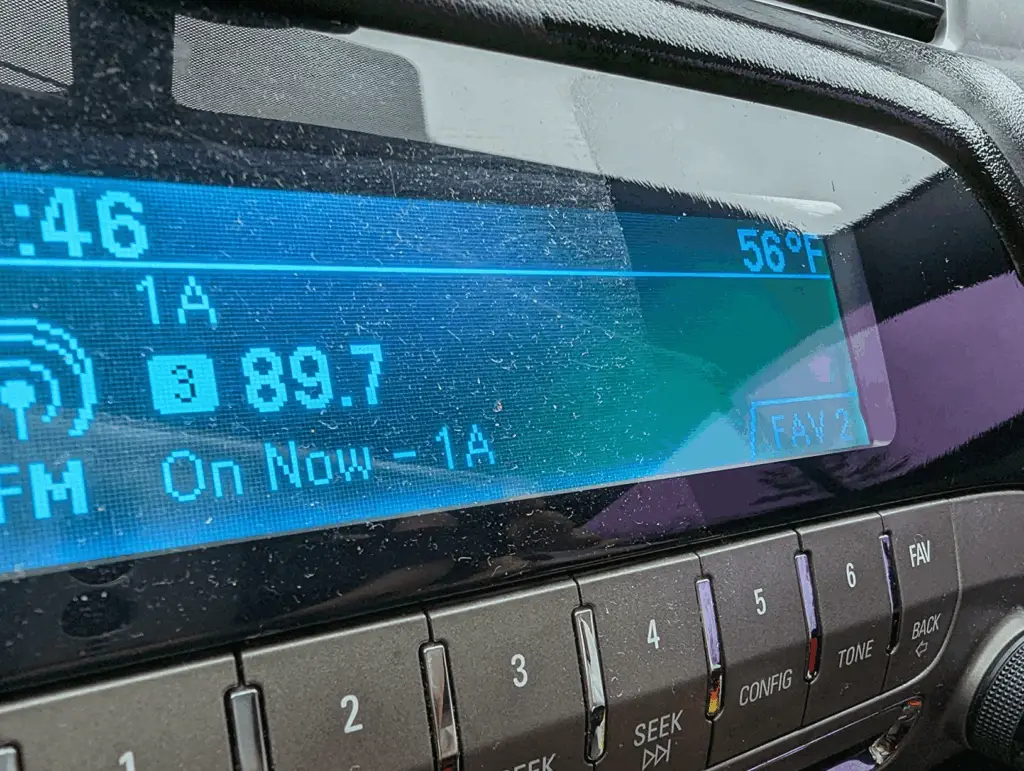 :46
56°F
1A
3 89.7
On Now - 1A
FM
FAV 2
1
2
3
4
5
6
FAV
SEEK
CONFIG
TONE
BACK